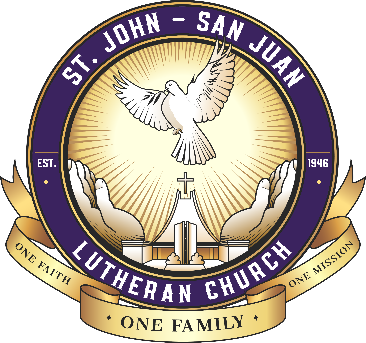 ST. JOHN – SAN JUAN
EST. 1946
LUTHERAN CHURCH
ONE FAITH
ONE FAMILY
ONE MISSION